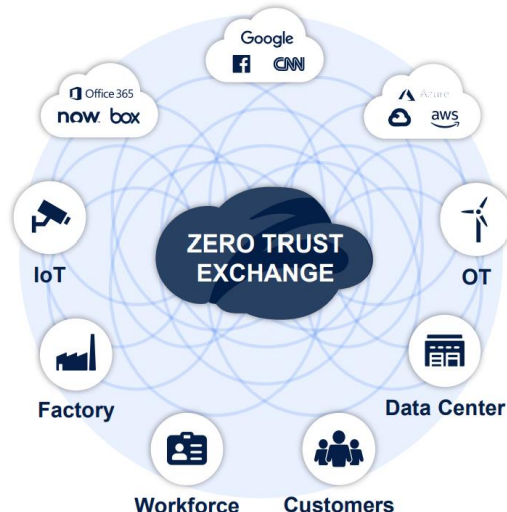 Google
f CNN
Office 365
now. box
Azure
aws
ZERO TRUST
EXCHANGE
IoT
OT
Factory
Data Center
Workforce
Customers